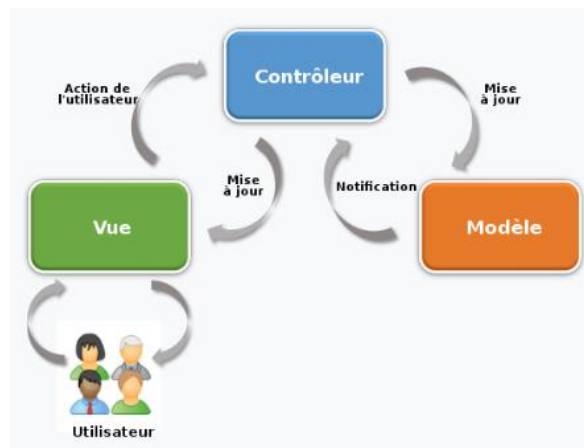 Contrôleur
Action de
l'utilisateur
Mise
à jour
Mise
à jour
Notification
Vue
Modèle
Utilisateur